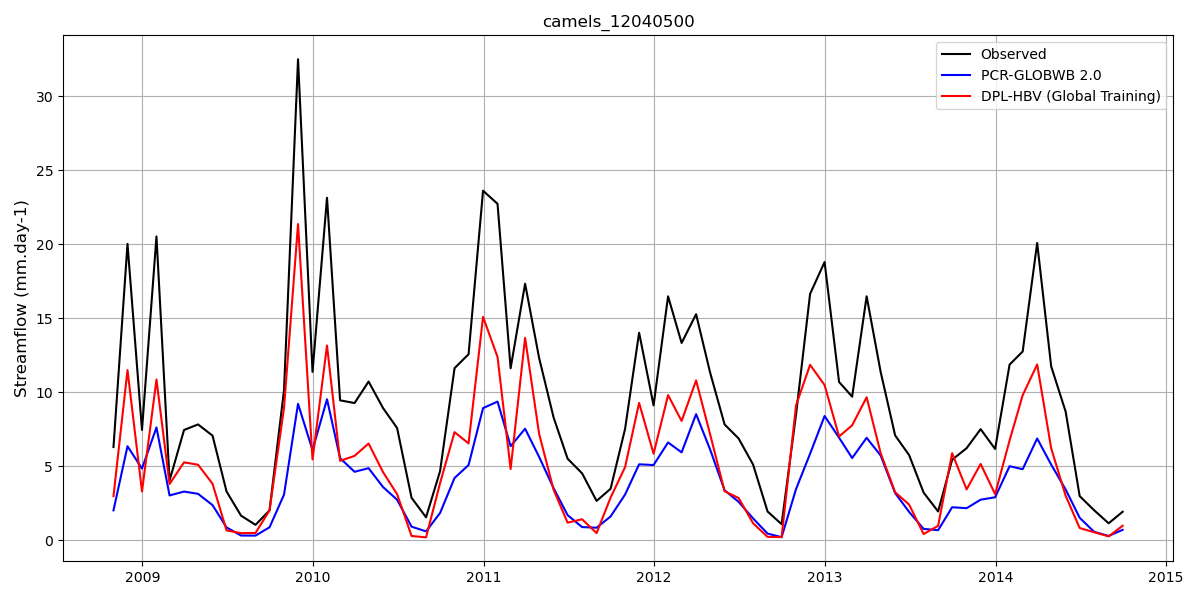 camels_12040500
Observed
PCR-GLOBWB 2.0
DPL-HBV (Global Training)
Streamflow (mm.day-1)
30
25
20
15
10
5
0
2009 2010 2011 2012 2013 2014 2015